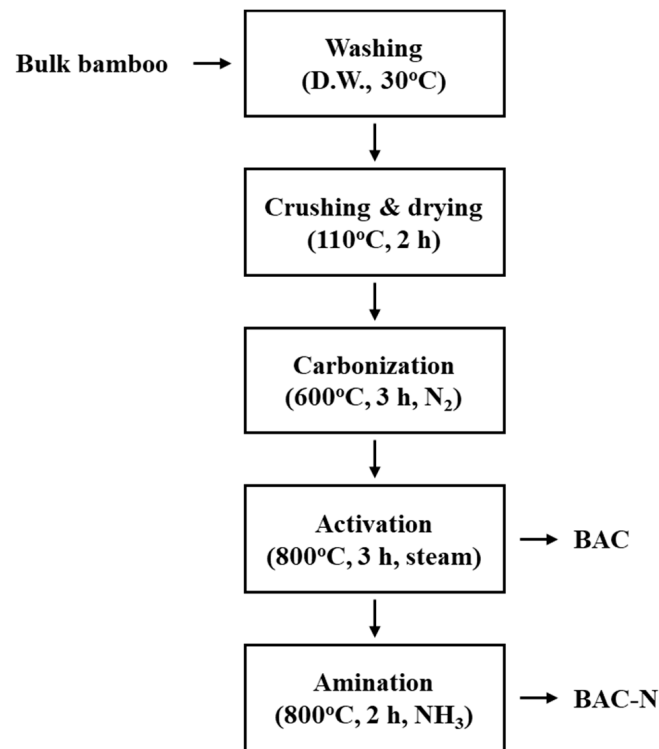 Bulk bamboo
Washing
(D.W., 30°C)
Crushing & drying
(110°C, 2 h)
Carbonization
(600°C, 3 h, N₂)
Activation
(800°C, 3 h, steam)
BAC
Amination
(800°C, 2 h, NH₃)
BAC-N